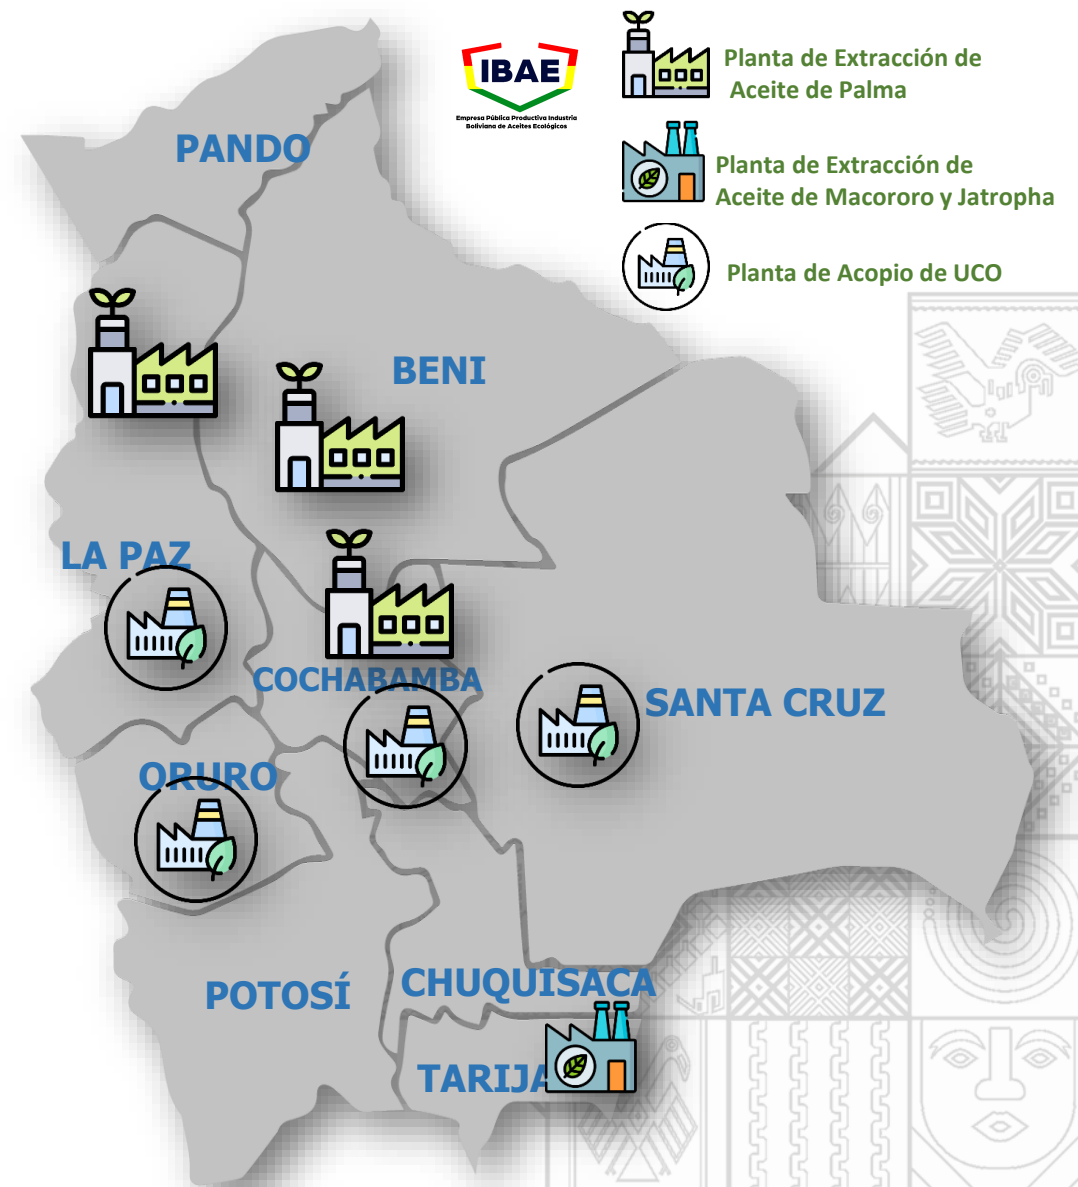 IBAE
Empresa Pública Productiva Industria
Boliviana de Aceites Ecológicos
Planta de Extracción de
Aceite de Palma
Planta de Extracción de
Aceite de Macororo y Jatropha
Planta de Acopio de UCO
PANDO
BENI
LA PAZ
COCHABAMBA
SANTA CRUZ
ORURO
POTOSÍ
CHUQUISACA
TARIJA